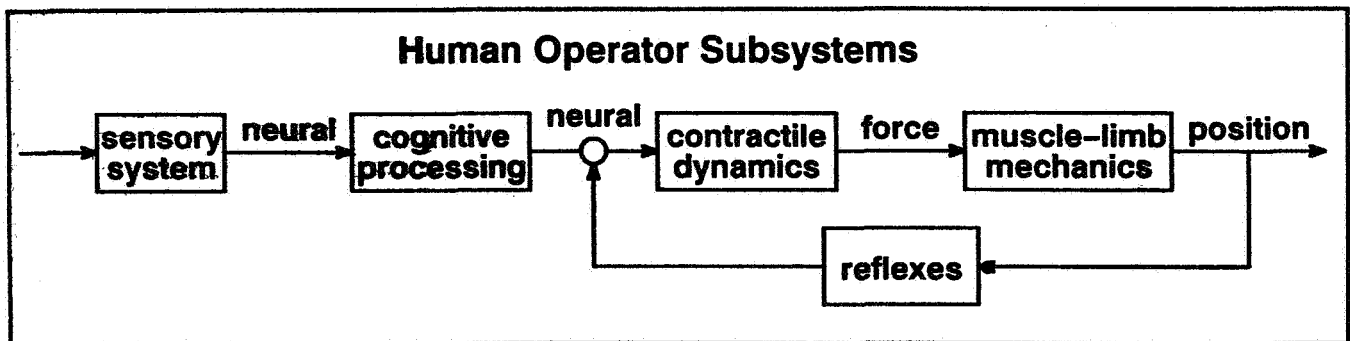 Human Operator Subsystems
sensory
system
neural
cognitive
processing
neural
contractile
dynamics
force
muscle-limb
mechanics
position
reflexes